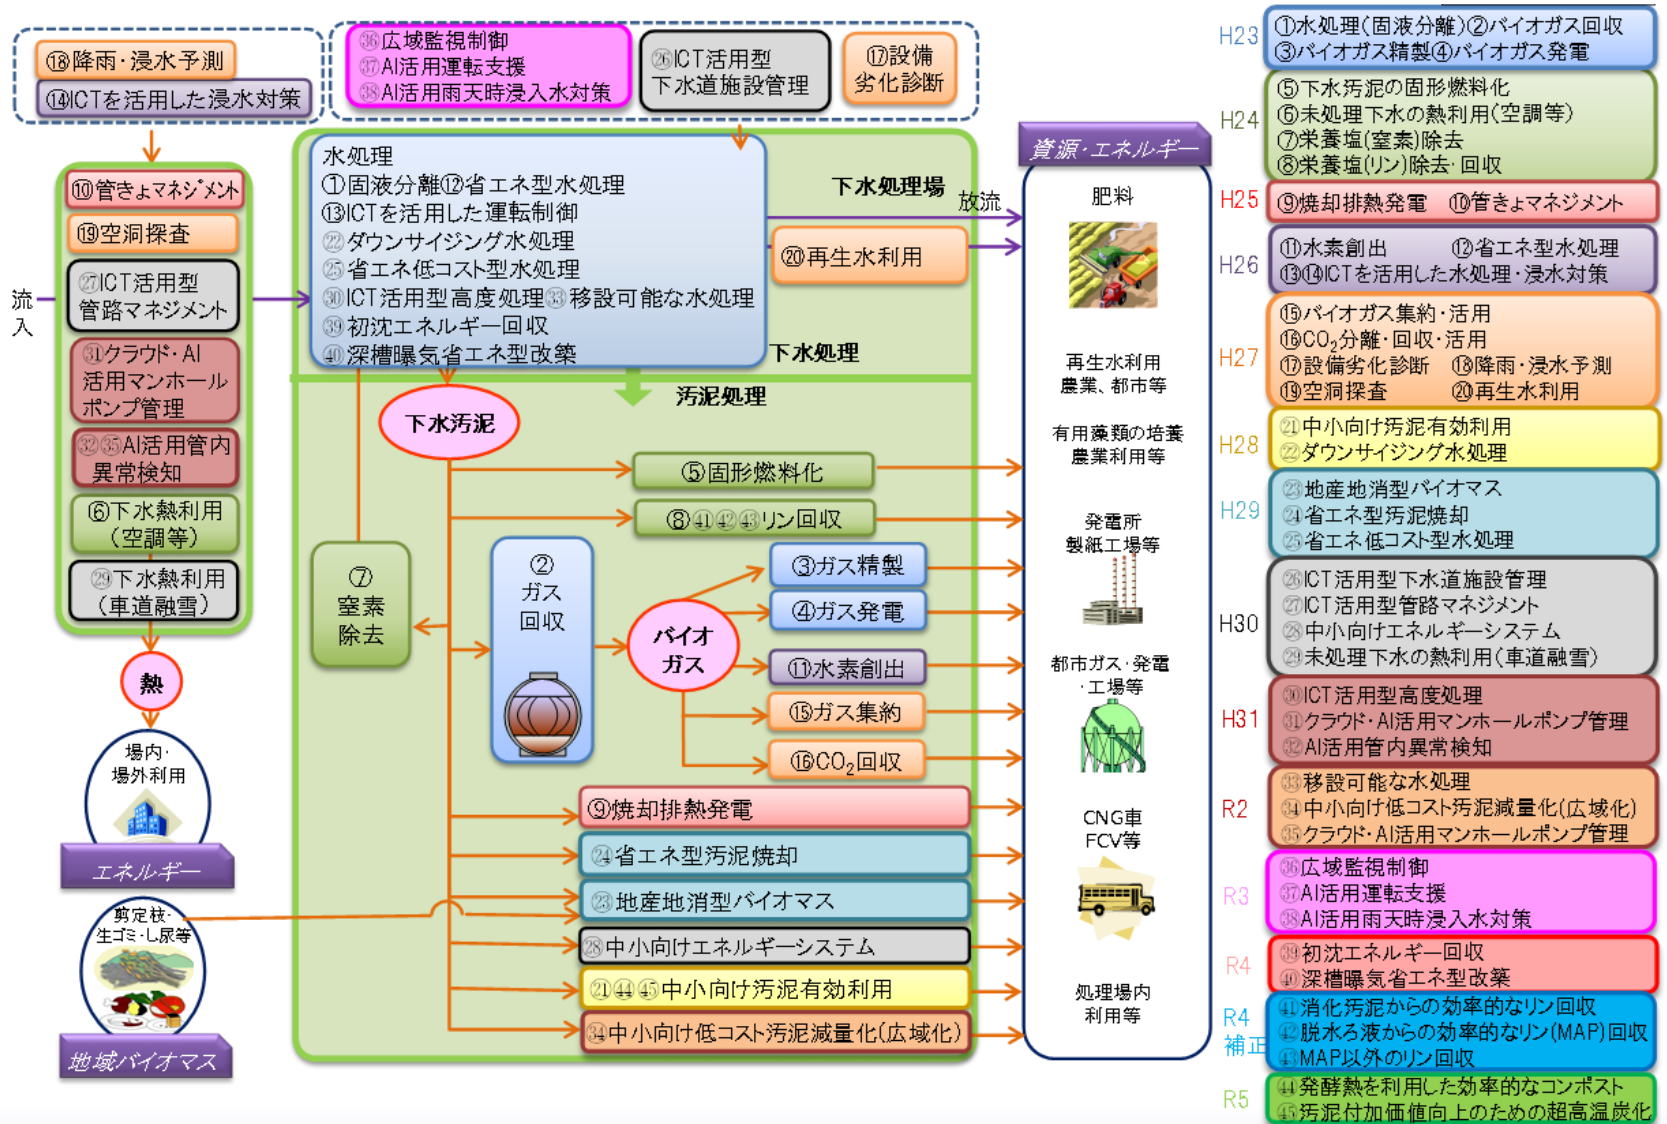 ⑱降雨・浸水予測
⑭ICTを活用した浸水対策
㊱広域監視制御
㊲AI活用運転支援
㊳AI活用雨天時浸入水対策
㉖ICT活用型
下水道施設管理
⑰設備
劣化診断
流
入
⑩管きょマネジメント
⑲空洞探査
㉗ICT活用型
管路マネジメント
㉛クラウド・AI
活用マンホール
ポンプ管理
㉜㉟AI活用管内
異常検知
⑥下水熱利用
(空調等)
㉙下水熱利用
(車道融雪)
熱
場内・
場外利用
エネルギー
剪定枝・
生ゴミ・し尿等
地域バイオマス
水処理
①固液分離⑫省エネ型水処理
⑬ICTを活用した運転制御
㉒ダウンサイジング水処理
㉕省エネ低コスト型水処理
㉚ICT活用型高度処理㉝移設可能な水処理
㊴初沈エネルギー回収
㊵深槽曝気省エネ型改築
下水処理場
放流
⑳再生水利用
下水処理
汚泥処理
下水汚泥
⑤固形燃料化
⑧㊶㊷㊸リン回収
⑦
窒素
除去
②
ガス
回収
バイオ
ガス
③ガス精製
④ガス発電
⑪水素創出
⑮ガス集約
⑯CO₂回収
⑨焼却排熱発電
㉔省エネ型汚泥焼却
㉓地産地消型バイオマス
㉘中小向けエネルギーシステム
㉑㊹㊺中小向け汚泥有効利用
㉞中小向け低コスト汚泥減量化(広域化)
資源・エネルギー
肥料
再生水利用
農業、都市等
有用藻類の培養
農業利用等
発電所
製紙工場等
都市ガス・発電
・工場等
CNG車
FCV等
処理場内
利用等
H23
①水処理(固液分離)②バイオガス回収
③バイオガス精製④バイオガス発電
H24
⑤下水汚泥の固形燃料化
⑥未処理下水の熱利用(空調等)
⑦栄養塩(窒素)除去
⑧栄養塩(リン)除去・回収
H25
⑨焼却排熱発電 ⑩管きょマネジメント
H26
⑪水素創出 ⑫省エネ型水処理
⑬⑭ICTを活用した水処理・浸水対策
H27
⑮バイオガス集約・活用
⑯CO₂分離・回収・活用
⑰設備劣化診断 ⑱降雨・浸水予測
⑲空洞探査 ⑳再生水利用
H28
㉑中小向け汚泥有効利用
㉒ダウンサイジング水処理
H29
㉓地産地消型バイオマス
㉔省エネ型汚泥焼却
㉕省エネ低コスト型水処理
H30
㉖ICT活用型下水道施設管理
㉗ICT活用型管路マネジメント
㉘中小向けエネルギーシステム
㉙未処理下水の熱利用(車道融雪)
H31
㉚ICT活用型高度処理
㉛クラウド・AI活用マンホールポンプ管理
㉜AI活用管内異常検知
R2
㉝移設可能な水処理
㉞中小向け低コスト汚泥減量化(広域化)
㉟クラウド・AI活用マンホールポンプ管理
R3
㊱広域監視制御
㊲AI活用運転支援
㊳AI活用雨天時浸入水対策
R4
㊴初沈エネルギー回収
㊵深槽曝気省エネ型改築
R4
補正
㊶消化汚泥からの効率的なリン回収
㊷脱水ろ液からの効率的なリン(MAP)回収
㊸MAP以外のリン回収
R5
㊹発酵熱を利用した効率的なコンポスト
㊺汚泥付加価値向上のための超高温炭化